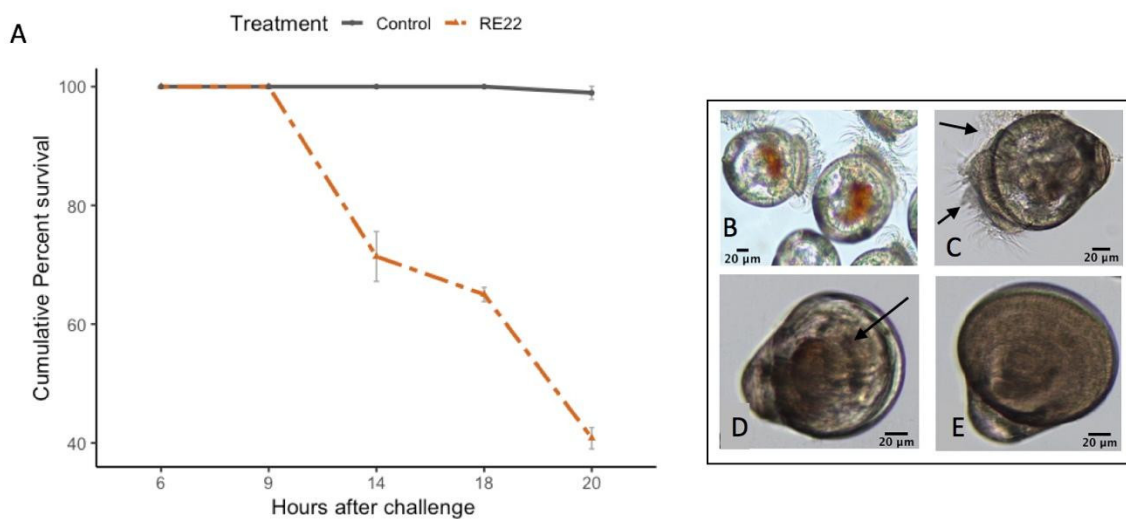 A
Treatment Control RE22
Cumulative Percent survival
100
80
60
40
6 9 14 18 20
Hours after challenge
B
20 µm
C
20 µm
D
20 µm
E
20 µm